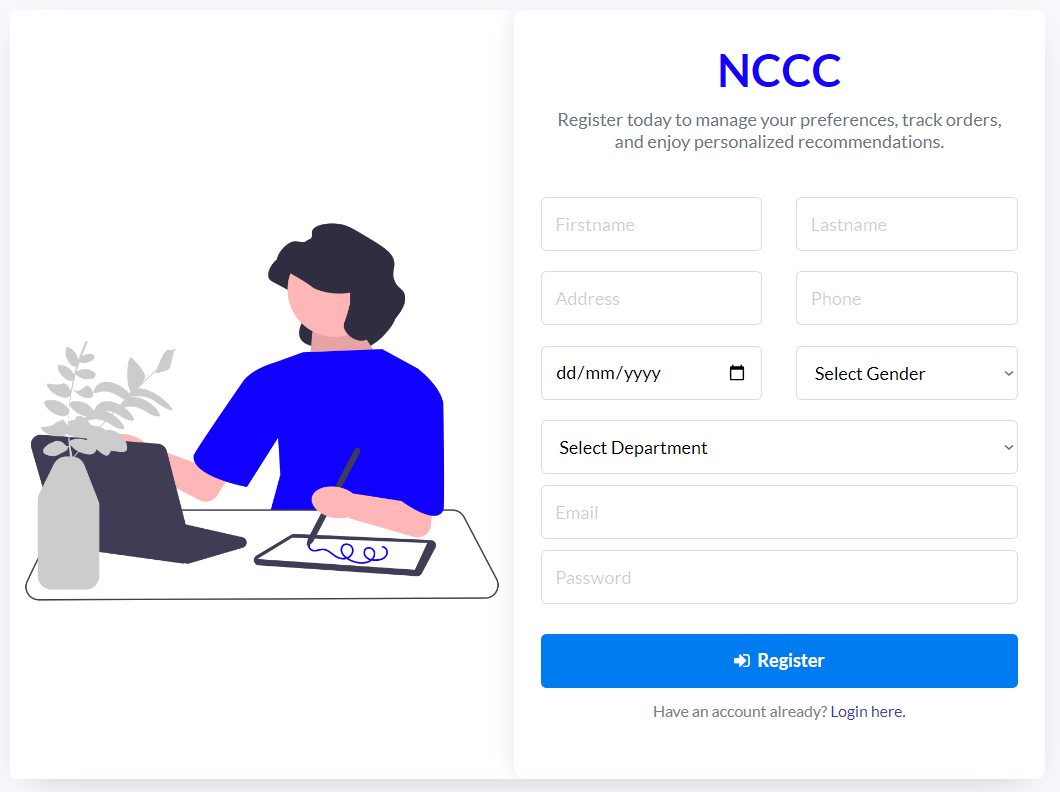 NCCC
Register today to manage your preferences, track orders,
and enjoy personalized recommendations.
Firstname
Lastname
Address
Phone
dd/mm/yyyy
Select Gender
Select Department
Email
Password
Register
Have an account already? Login here.